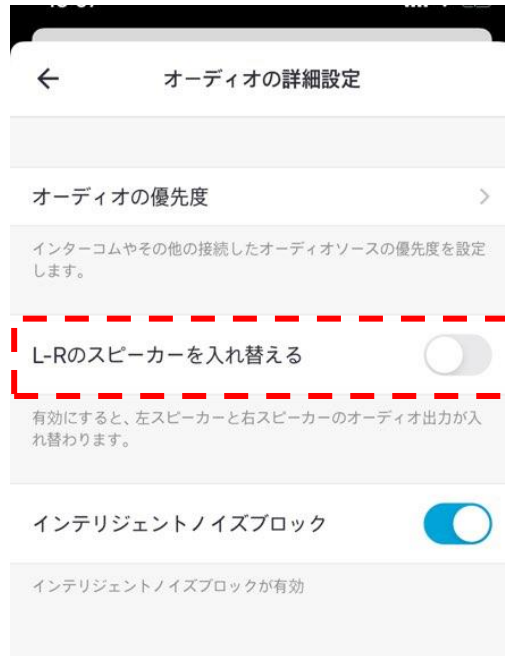 オーディオの詳細設定
オーディオの優先度
インターコムやその他の接続したオーディオソースの優先度を設定
します。
L-Rのスピーカーを入れ替える
有効にすると、左スピーカーと右スピーカーのオーディオ出力が入
れ替わります。
インテリジェントノイズブロック
インテリジェントノイズブロックが有効